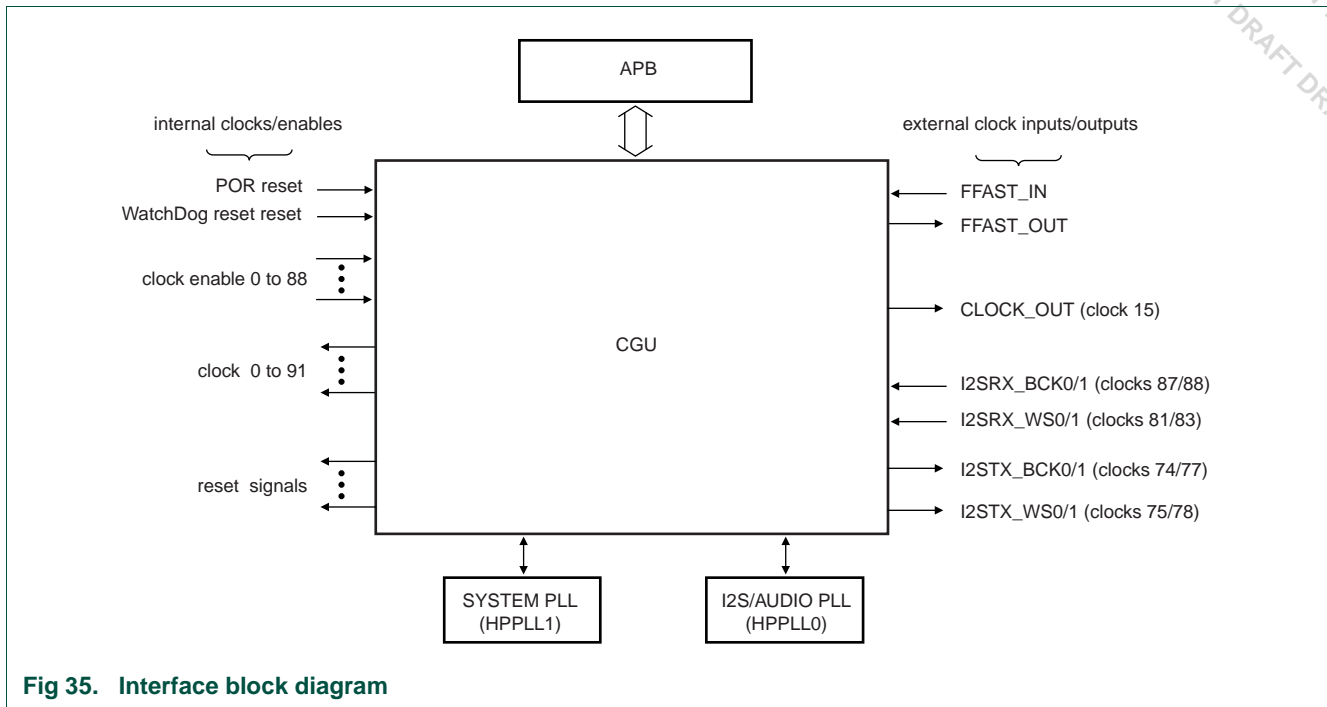 DRAFT DRA
APB
internal clocks/enables
external clock inputs/outputs
POR reset
WatchDog reset reset
clock enable 0 to 88
clock 0 to 91
reset signals
CGU
FFAST_IN
FFAST_OUT
CLOCK_OUT (clock 15)
I2SRX_BCK0/1 (clocks 87/88)
I2SRX_WS0/1 (clocks 81/83)
I2STX_BCK0/1 (clocks 74/77)
I2STX_WS0/1 (clocks 75/78)
SYSTEM PLL
(HPPLL1)
I2S/AUDIO PLL
(HPPLL0)
Fig 35. Interface block diagram